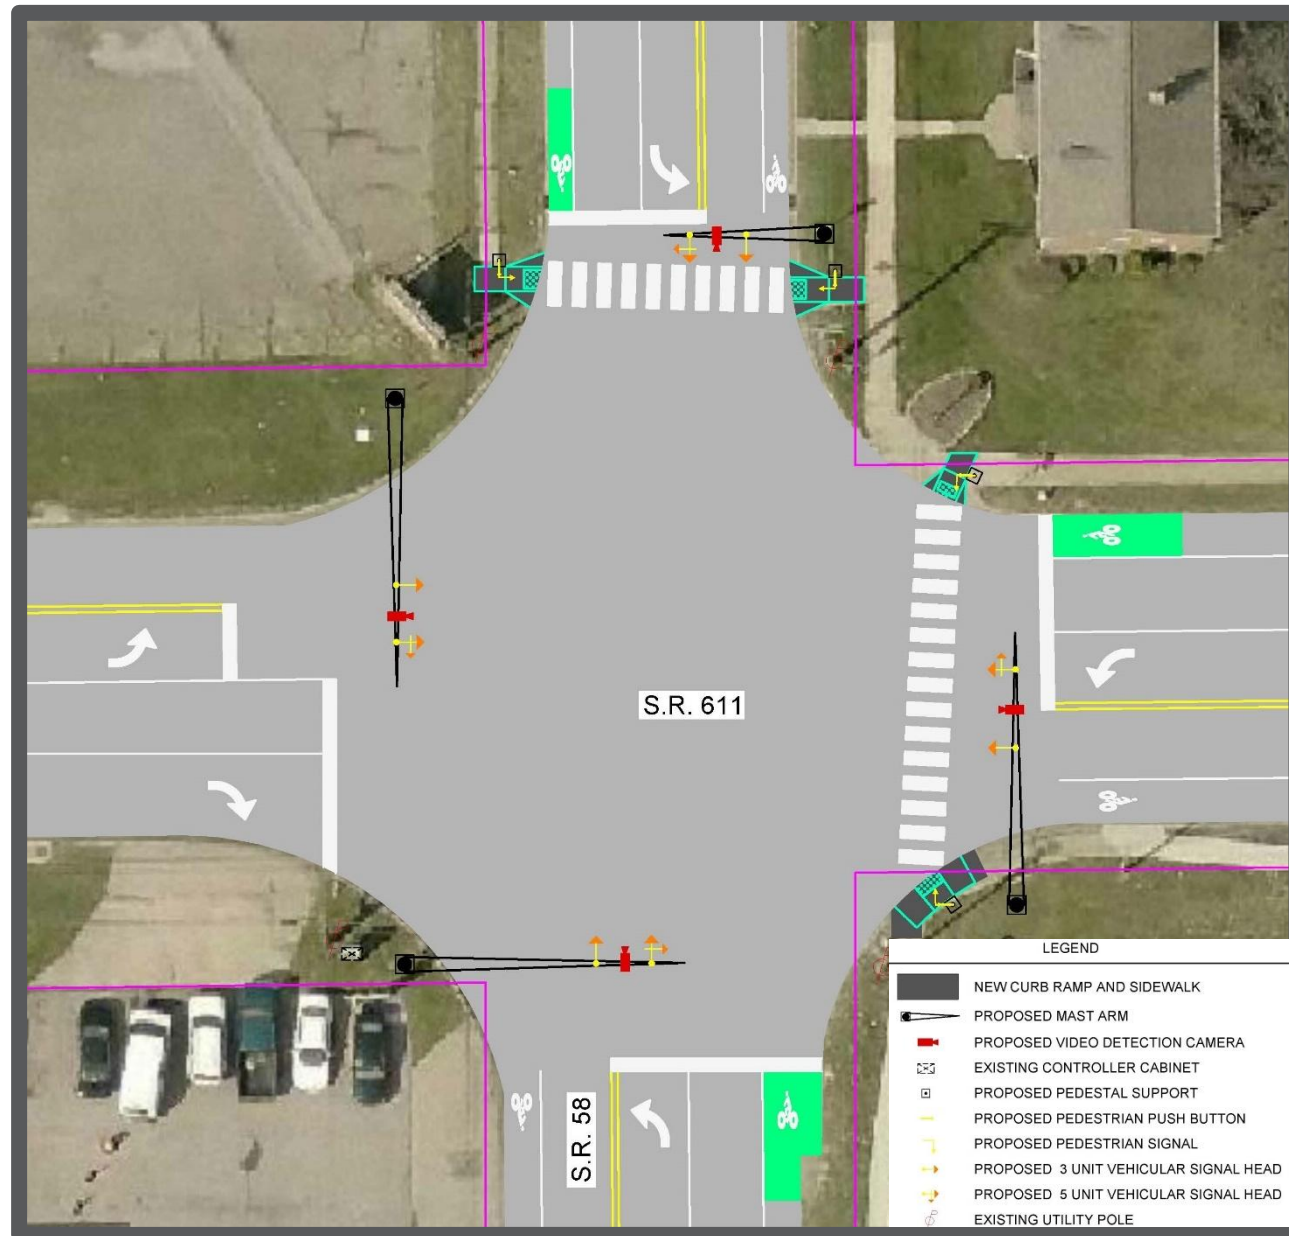 S.R. 611
S.R. 58
LEGEND
NEW CURB RAMP AND SIDEWALK
PROPOSED MAST ARM
PROPOSED VIDEO DETECTION CAMERA
EXISTING CONTROLLER CABINET
PROPOSED PEDESTAL SUPPORT
PROPOSED PEDESTRIAN PUSH BUTTON
PROPOSED PEDESTRIAN SIGNAL
PROPOSED 3 UNIT VEHICULAR SIGNAL HEAD
PROPOSED 5 UNIT VEHICULAR SIGNAL HEAD
EXISTING UTILITY POLE